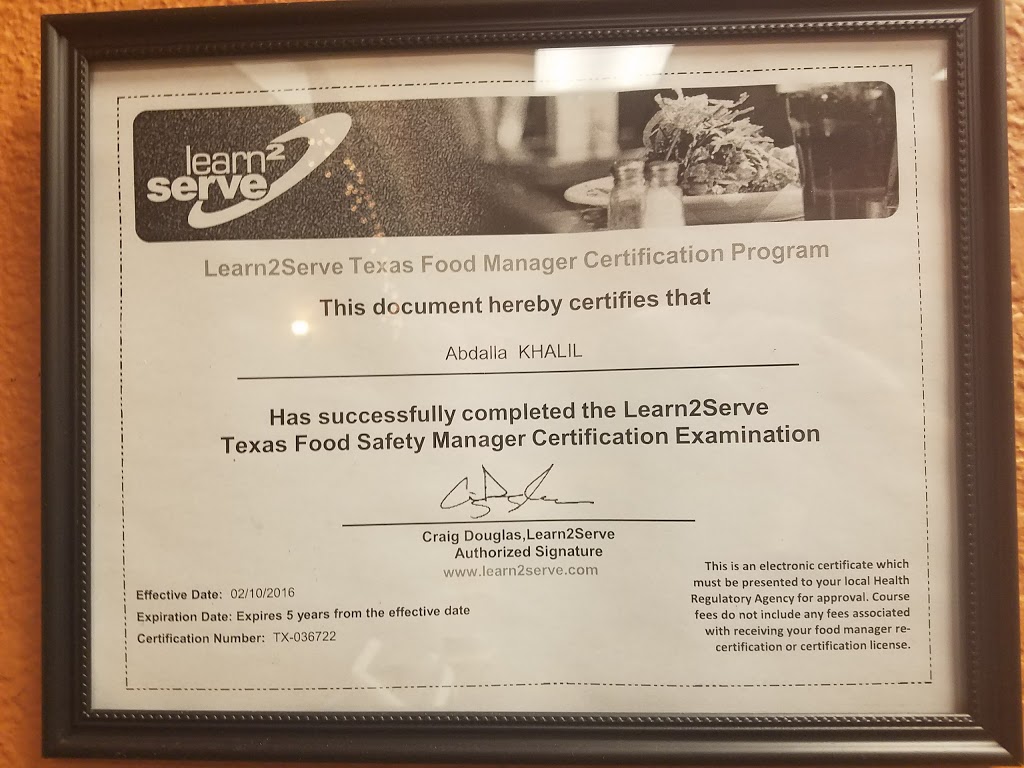 learn2
serve
Learn2Serve Texas Food Manager Certification Program
This document hereby certifies that
Abdalla KHALIL
Has successfully completed the Learn2Serve
Texas Food Safety Manager Certification Examination
Craig Douglas,Learn2Serve
Authorized Signature
www.learn2serve.com
Effective Date: 02/10/2016
Expiration Date: Expires 5 years from the effective date
Certification Number: TX-036722
This is an electronic certificate which
must be presented to your local Health
Regulatory Agency for approval. Course
fees do not include any fees associated
with receiving your food manager re-
certification or certification license.